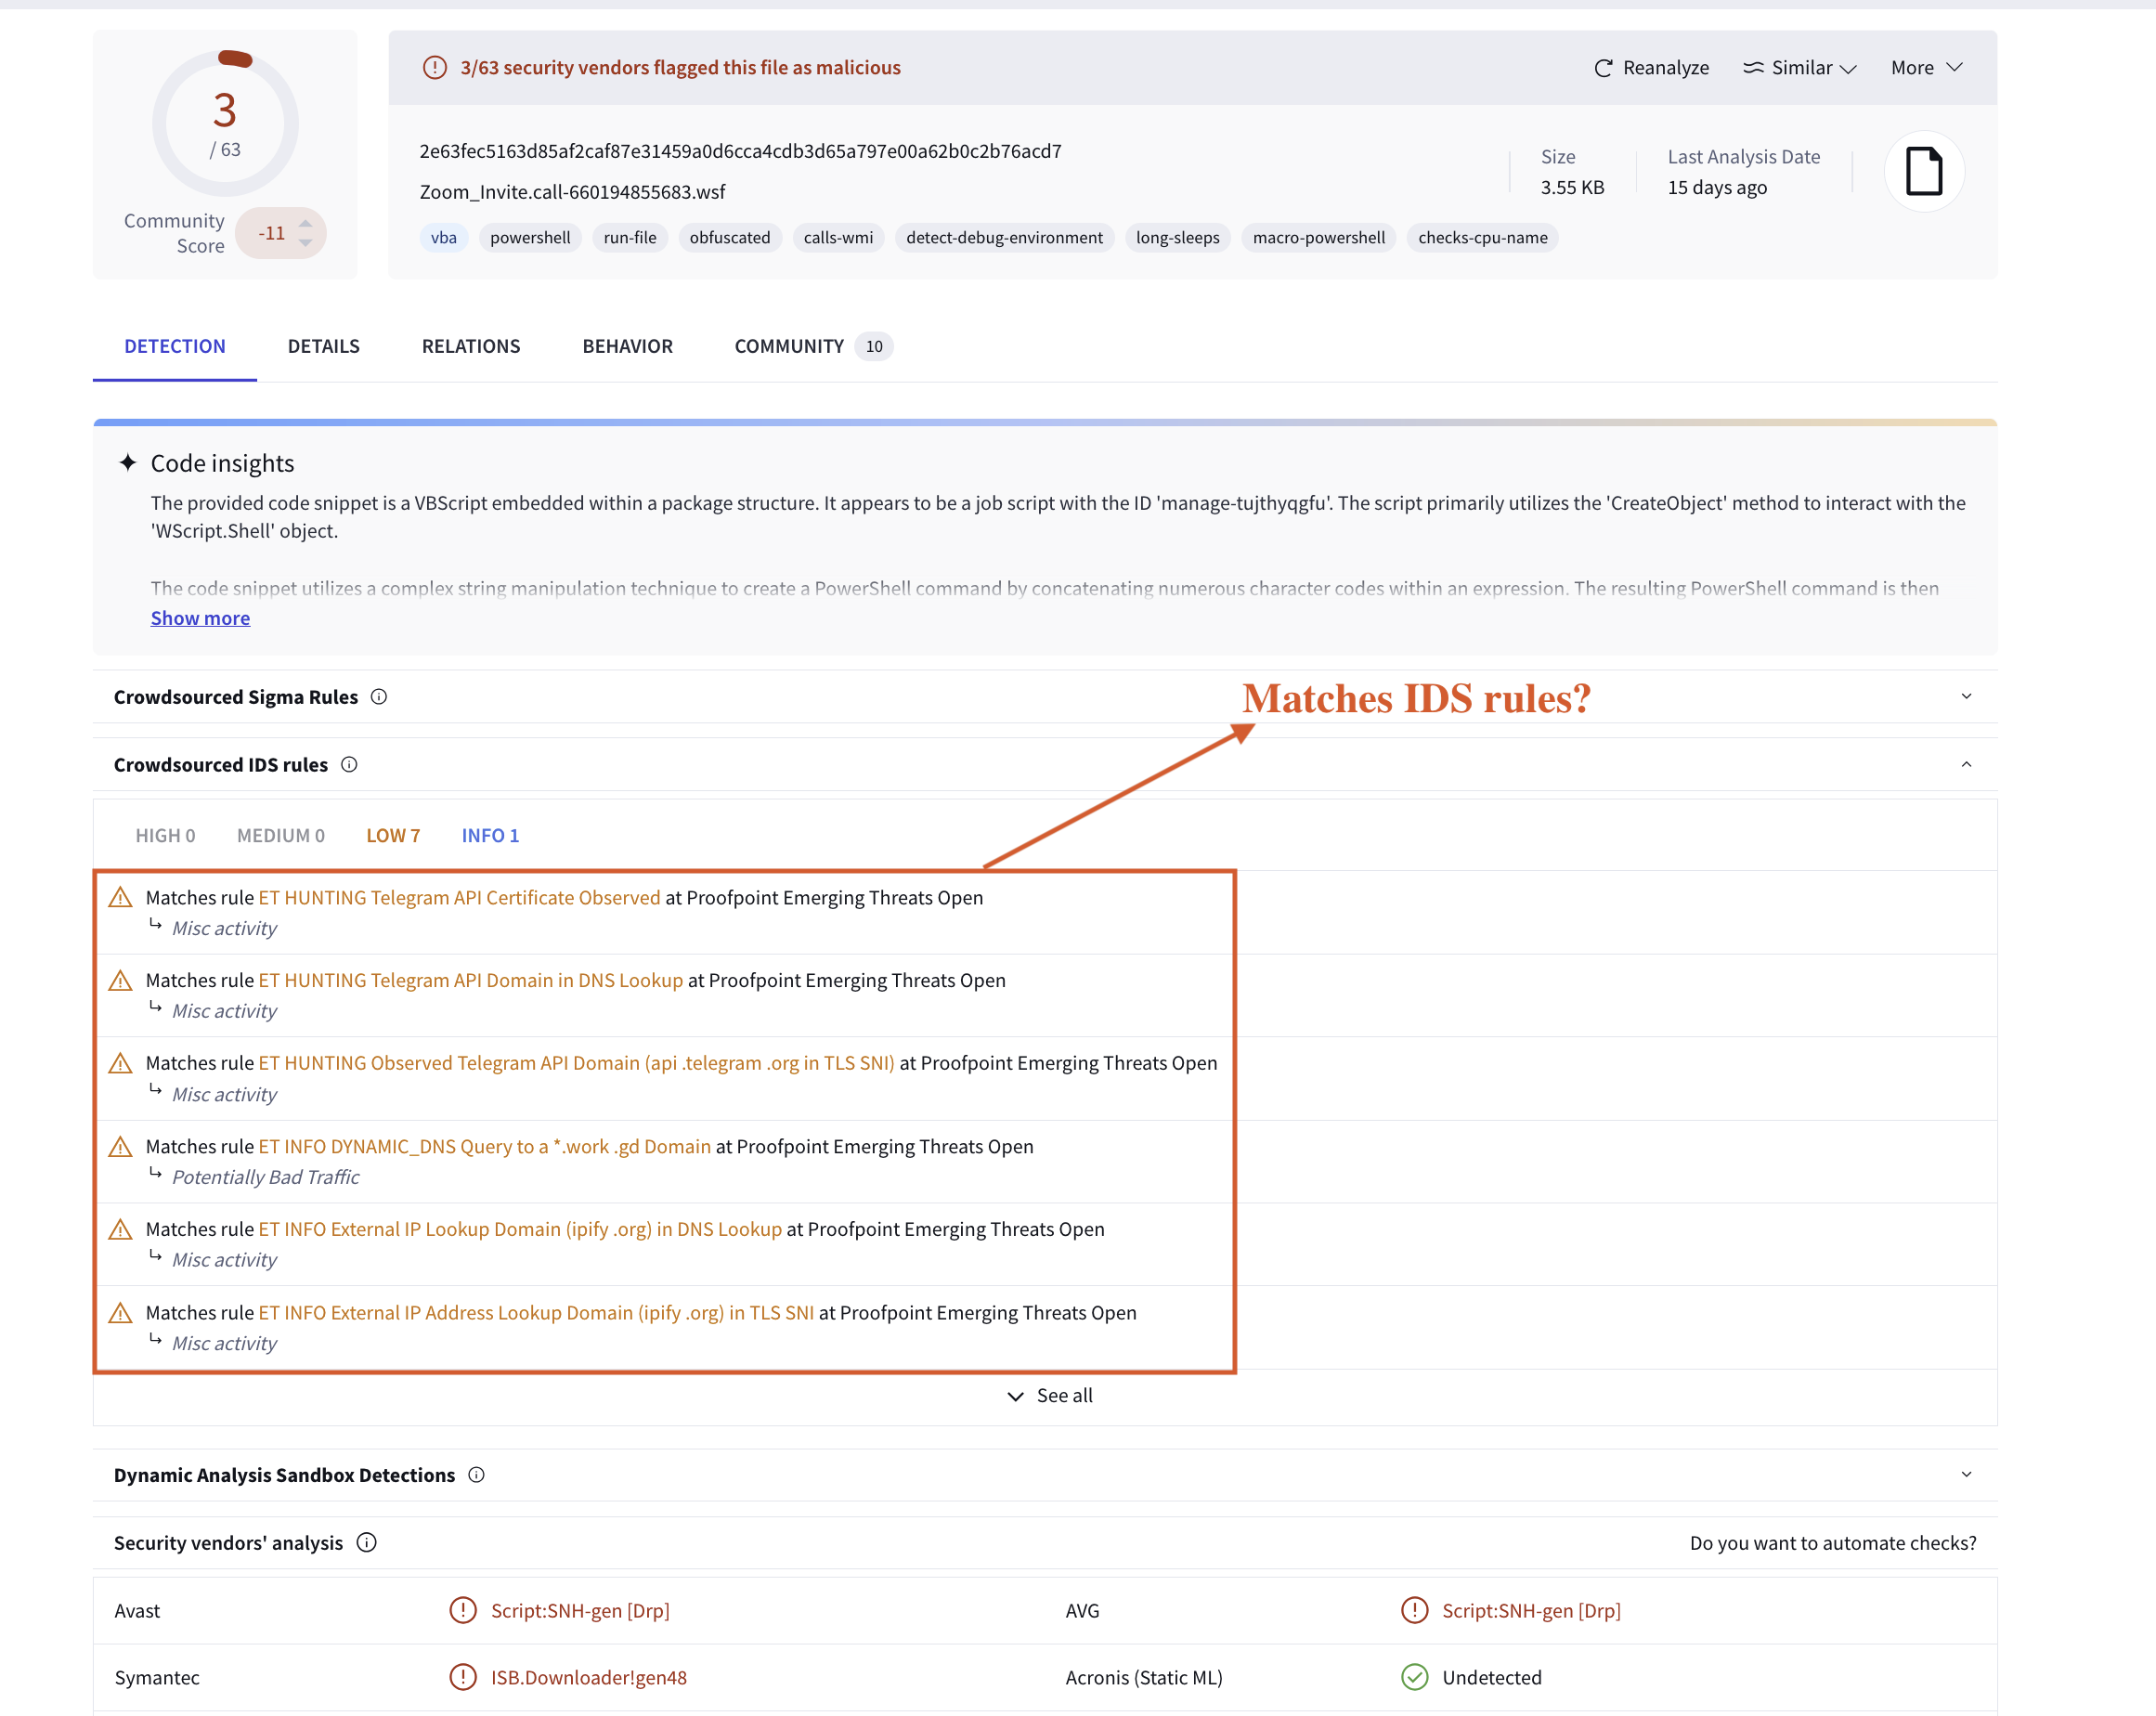 3
/ 63
Community
Score
-11
3/63 security vendors flagged this file as malicious
Reanalyze
Similar
More
2e63fec5163d85af2caf87e31459a0d6cca4cdb3d65a797e00a62b0c2b76acd7
Zoom_Invite.call-660194855683.wsf
Size
3.55 KB
Last Analysis Date
15 days ago
vba powershell run-file obfuscated calls-wmi detect-debug-environment long-sleeps macro-powershell checks-cpu-name
DETECTION DETAILS RELATIONS BEHAVIOR COMMUNITY 10
Code insights
The provided code snippet is a VBScript embedded within a package structure. It appears to be a job script with the ID 'manage-tujthyqgfu'. The script primarily utilizes the 'CreateObject' method to interact with the
'WScript.Shell' object.
The code snippet utilizes a complex string manipulation technique to create a PowerShell command by concatenating numerous character codes within an expression. The resulting PowerShell command is then
Show more
Crowdsourced Sigma Rules
Matches IDS rules?
Crowdsourced IDS rules
HIGH 0 MEDIUM 0 LOW 7 INFO 1
Matches rule ET HUNTING Telegram API Certificate Observed at Proofpoint Emerging Threats Open
Misc activity
Matches rule ET HUNTING Telegram API Domain in DNS Lookup at Proofpoint Emerging Threats Open
Misc activity
Matches rule ET HUNTING Observed Telegram API Domain (api .telegram .org in TLS SNI) at Proofpoint Emerging Threats Open
Misc activity
Matches rule ET INFO DYNAMIC_DNS Query to a *.work .gd Domain at Proofpoint Emerging Threats Open
Potentially Bad Traffic
Matches rule ET INFO External IP Lookup Domain (ipify .org) in DNS Lookup at Proofpoint Emerging Threats Open
Misc activity
Matches rule ET INFO External IP Address Lookup Domain (ipify .org) in TLS SNI at Proofpoint Emerging Threats Open
Misc activity
See all
Dynamic Analysis Sandbox Detections
Security vendors' analysis
Do you want to automate checks?
Avast Script:SNH-gen [Drp] AVG Script:SNH-gen [Drp]
Symantec ISB.Downloader!gen48 Acronis (Static ML) Undetected